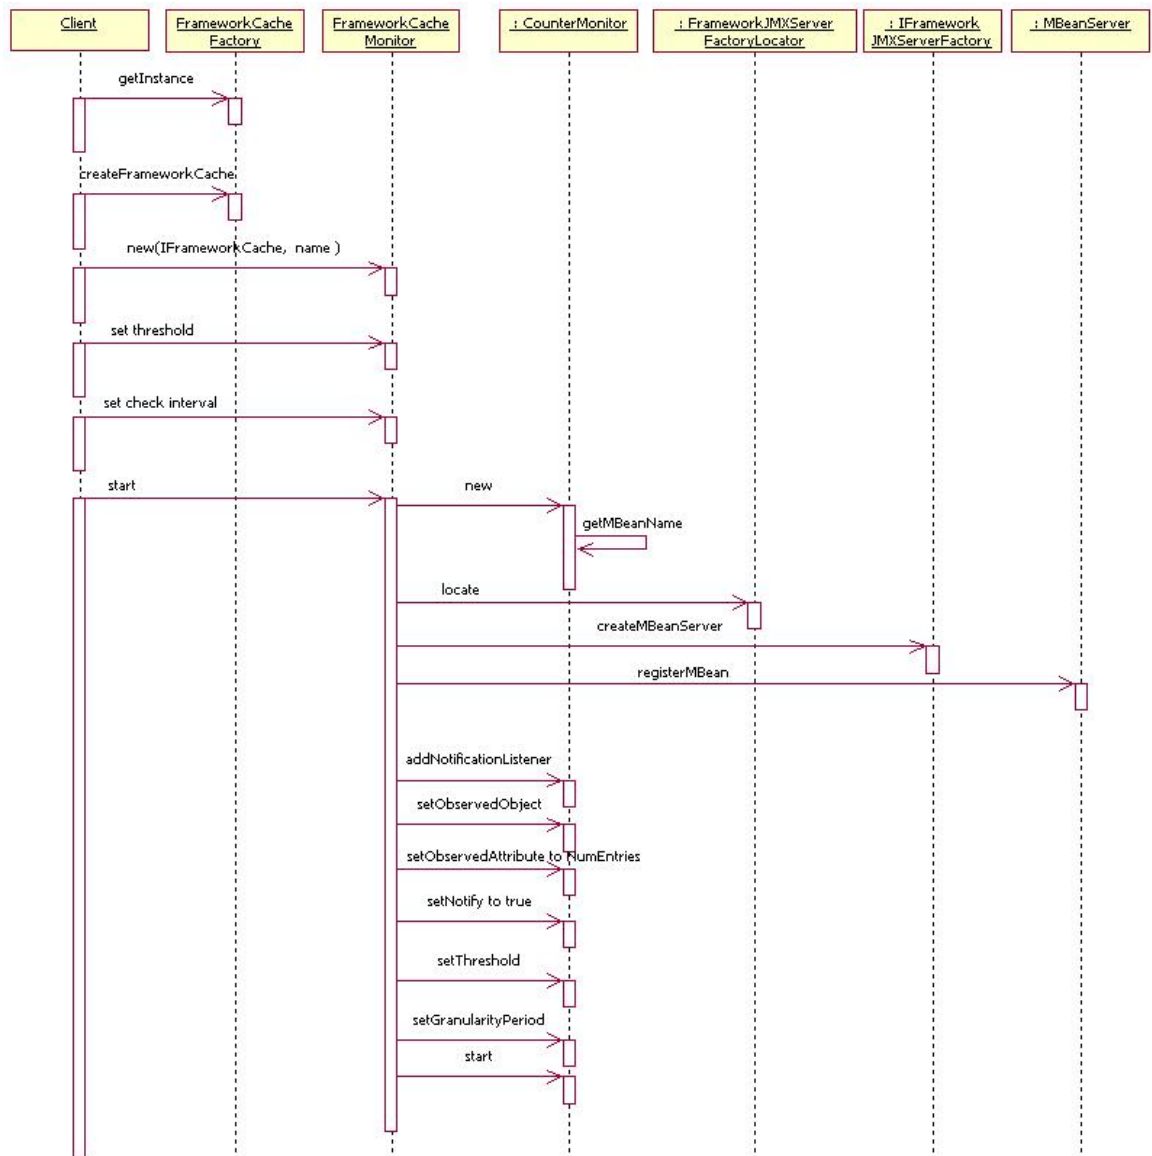 Client
FrameworkCache
Factory
FrameworkCache
Monitor
: CounterMonitor
: FrameworkJMXServer
FactoryLocator
: IFramework
JMXServerFactory
: MBeanServer
getInstance
createFrameworkCache
new(IFrameworkCache, name )
set threshold
set check interval
start
new
getMBeanName
locate
createMBeanServer
registerMBean
addNotificationListener
setObservedObject
setObservedAttribute to NumEntries
setNotify to true
setThreshold
setGranularityPeriod
start